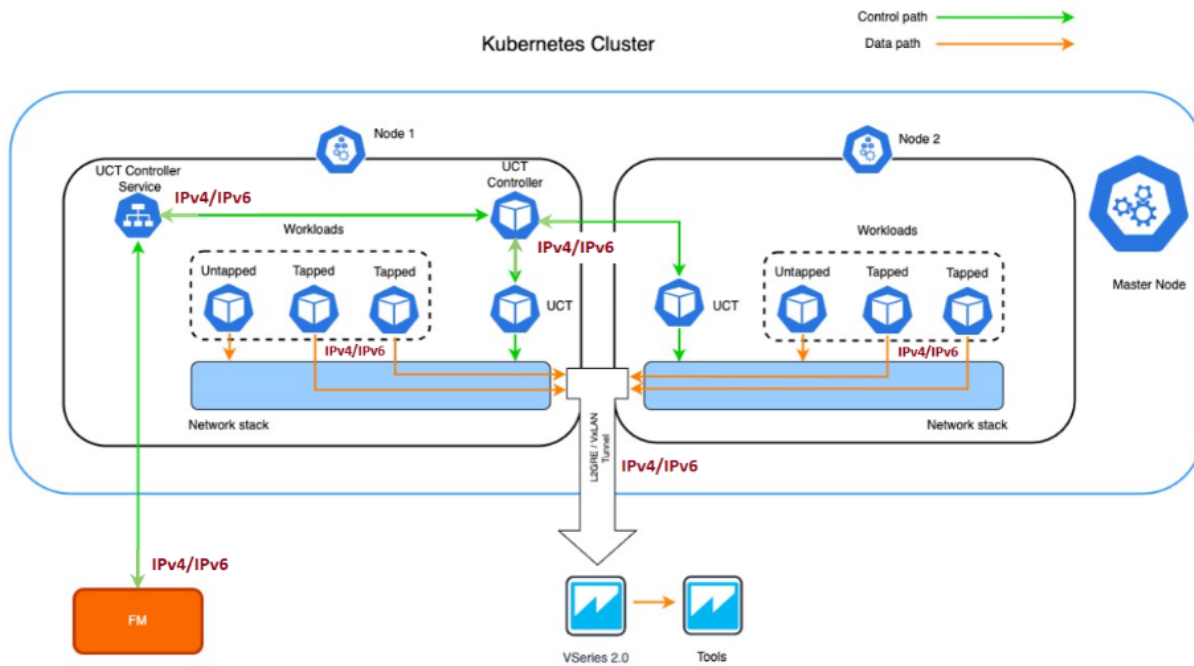 Control path
Data path
Kubernetes Cluster
Node 1
Node 2
UCT Controller
Service
UCT
Controller
IPv4/IPv6
Workloads
IPv4/IPv6
Workloads
Untapped
Tapped
Tapped
Untapped
Tapped
Tapped
Master Node
UCT
UCT
IPv4/IPv6
IPv4/IPv6
Network stack
Network stack
L2GRE / VxLAN
Tunnel
IPv4/IPv6
IPv4/IPv6
FM
VSeries 2.0
Tools